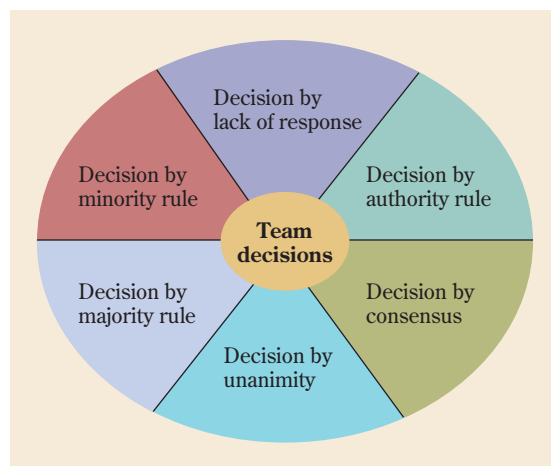 Decision by
lack of response
Decision by
minority rule
Decision by
authority rule
Team
decisions
Decision by
majority rule
Decision by
consensus
Decision by
unanimity